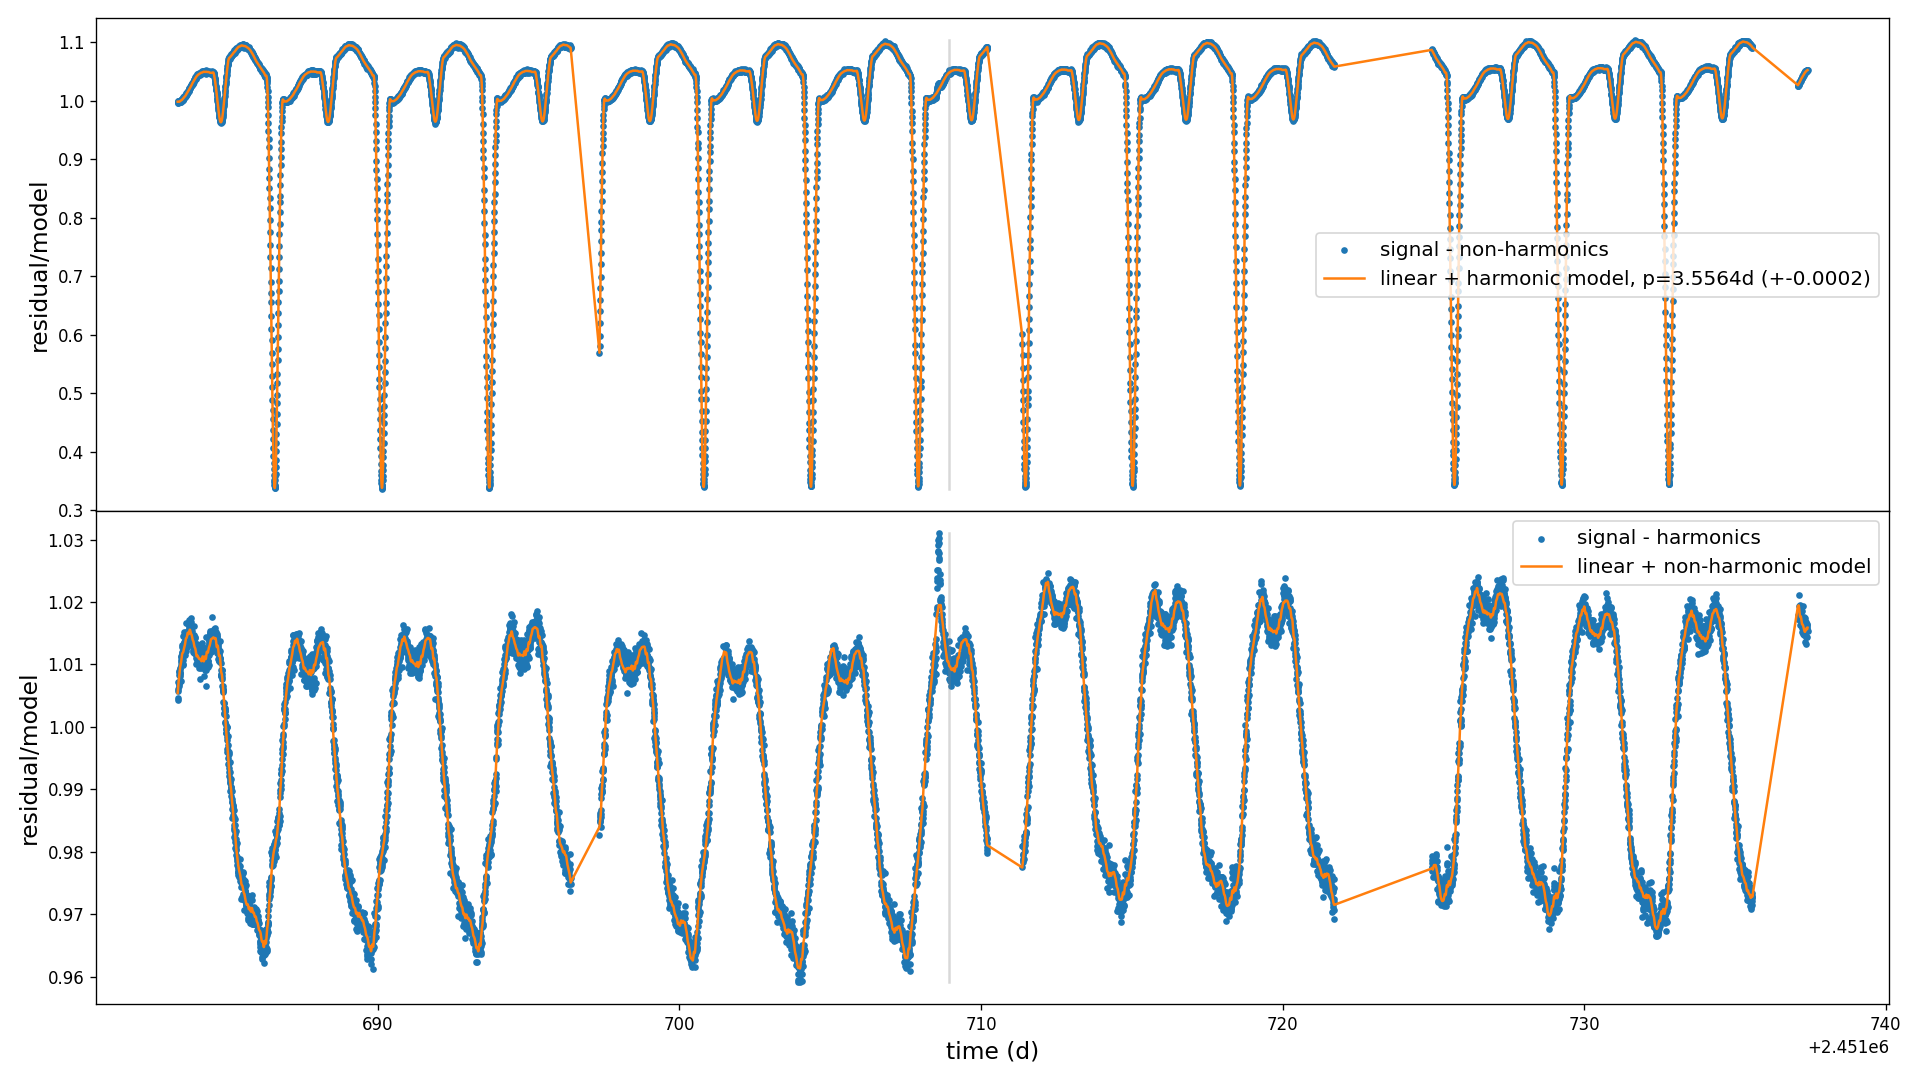 1.1
1.0
0.9
0.8
0.7
0.6
0.5
0.4
0.3
residual/model
signal - non-harmonics
linear + harmonic model, p=3.5564d (+-0.0002)
1.03
1.02
1.01
1.00
0.99
0.98
0.97
0.96
residual/model
signal - harmonics
linear + non-harmonic model
690
700
710
720
730
740
time (d)
+2.451e6